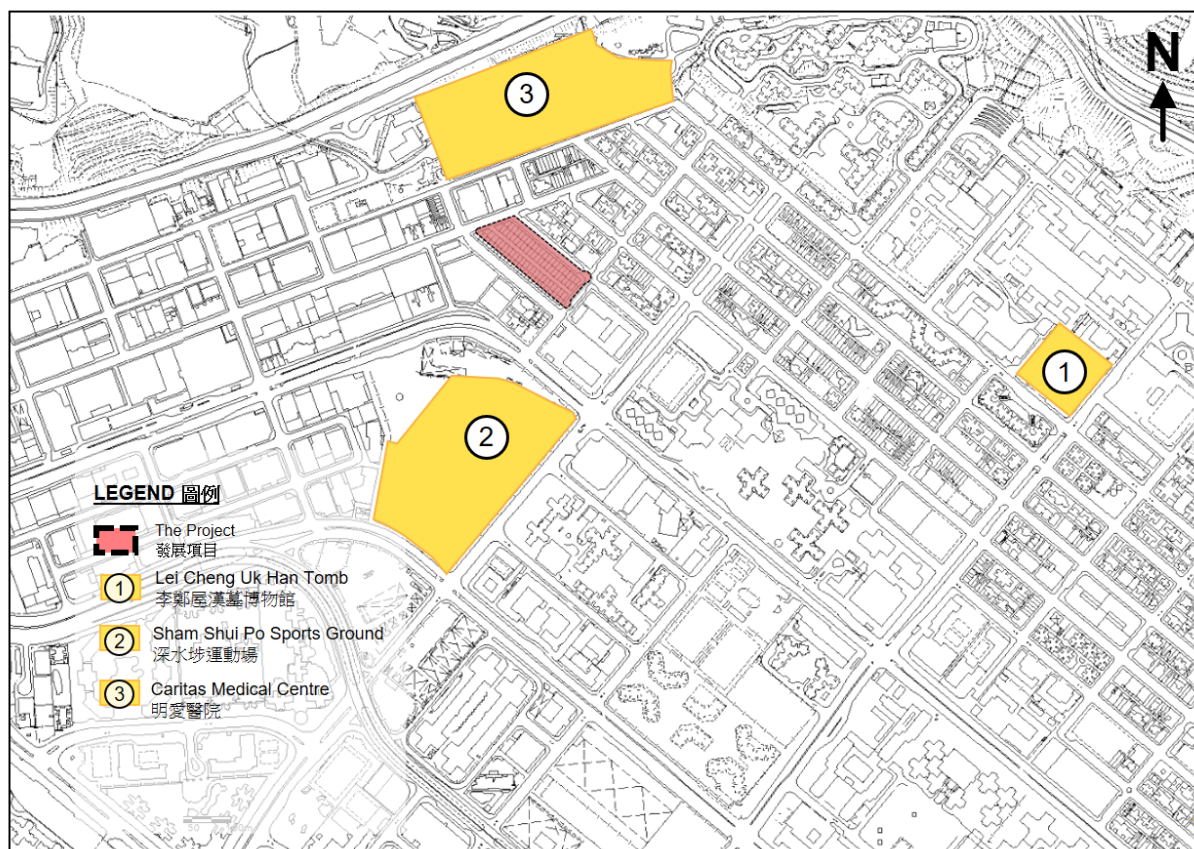 N
3
1
2
LEGEND 圖例
The Project
發展項目
1 Lei Cheng Uk Han Tomb
李鄭屋漢墓博物館
2 Sham Shui Po Sports Ground
深水埗運動場
3 Caritas Medical Centre
明愛醫院
50